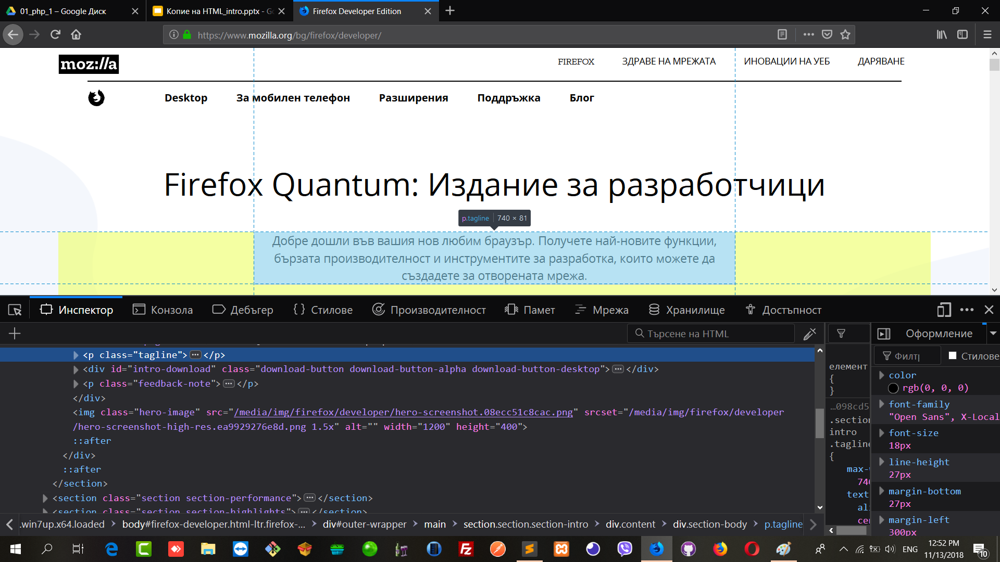 01_php_1 – Google Диск
Копие на HTML_intro.pptx - Go
Firefox Developer Edition
https://www.mozilla.org/bg/firefox/developer/
moz://a
FIREFOX
ЗДРАВЕ НА МРЕЖАТА
ИНОВАЦИИ НА УЕБ
ДАРЯВАНЕ
Desktop
За мобилен телефон
Разширения
Поддръжка
Блог
Firefox Quantum: Издание за разработчици
p.tagline 740 × 81
Добре дошли във вашия нов любим браузър. Получете най-новите функции,
бързата производителност и инструментите за разработка, които можете да
създадете за отворената мрежа.
Инспектор
Конзола
Дебъгер
Стилове
Производителност
Памет
Мрежа
Хранилище
Достъпност
Търсене на HTML
Оформление
<p class="tagline"> ••• </p>
<div id="intro-download" class="download-button download-button-alpha download-button-desktop"> ••• </div>
<p class="feedback-note"> ••• </p>
</div>
<img class="hero-image" src="/media/img/firefox/developer/hero-screenshot.08ecc51c8cac.png" srcset="/media/img/firefox/developer
/hero-screenshot-high-res.ea9929276e8d.png 1.5x" alt="" width="1200" height="400">
::after
</div>
::after
</section>
<section class="section section-performance"> ••• </section>
<section class="section section-highlights"> ••• </section>
елемент
{
}
…098cd5
.section
intro
.tagline
{
max-w
740
text
ali
cen
Филт
Стилове
color
rgb(0, 0, 0)
font-family
"Open Sans", X-Local
font-size
18px
line-height
27px
margin-bottom
27px
margin-left
300px
.win7up.x64.loaded
body#firefox-developer.html-ltr.firefox-...
div#outer-wrapper
main
section.section.section-intro
div.content
div.section-body
p.tagline
ENG
12:52 PM
11/13/2018
10